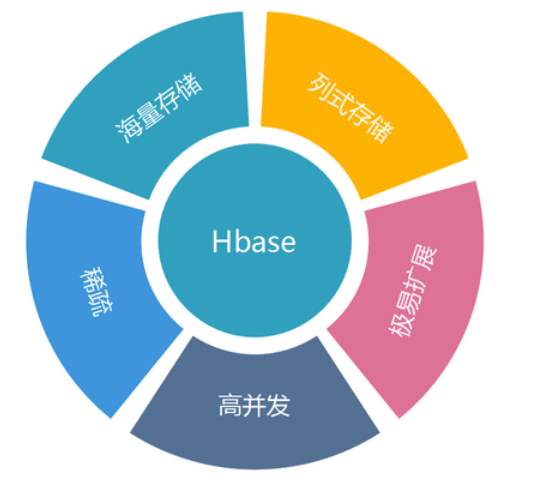 海量存储
列式存储
Hbase
稀疏
极易扩展
高并发